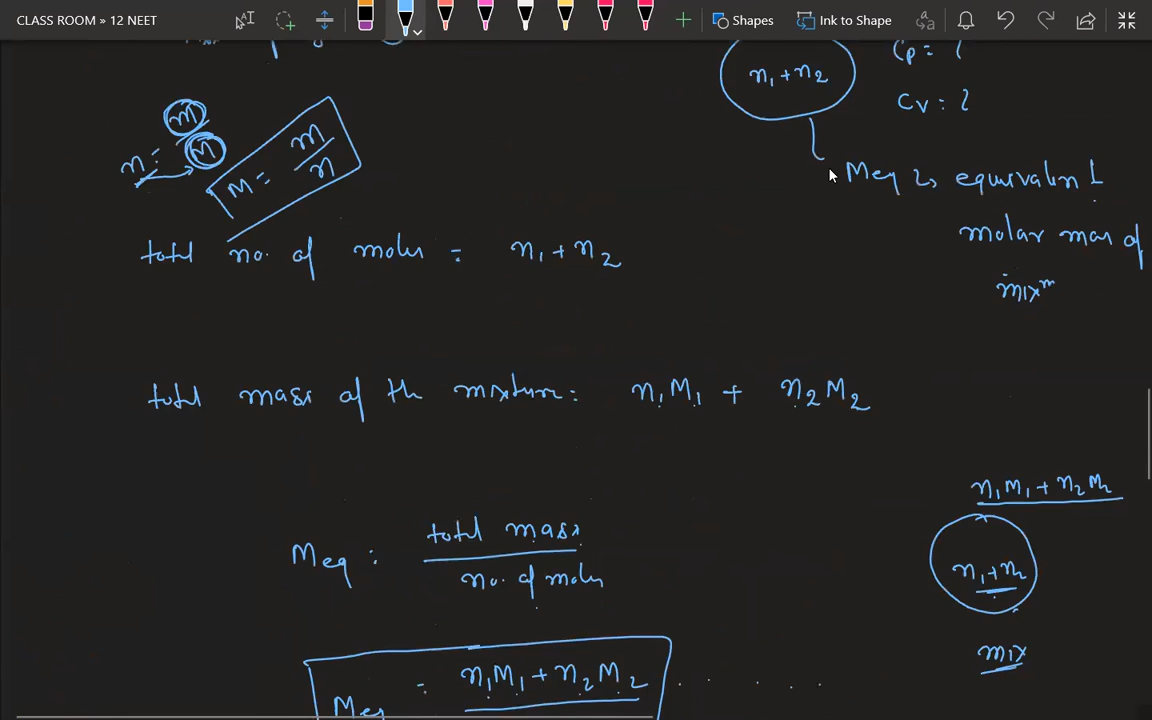 CLASS ROOM » 12 NEET
Shapes
Ink to Shape
n₁ + n₂
Cp = ?
Cv = ?
n = m/M
M = m/n
Meq → equivalent
molar mass of
mixᵐ
total no. of moles = n₁ + n₂
total mass of the mixture = n₁M₁ + n₂M₂
n₁M₁ + n₂M₂
n₁ + n₂
mix
Meq = total mass
no. of moles
Meq = n₁M₁ + n₂M₂